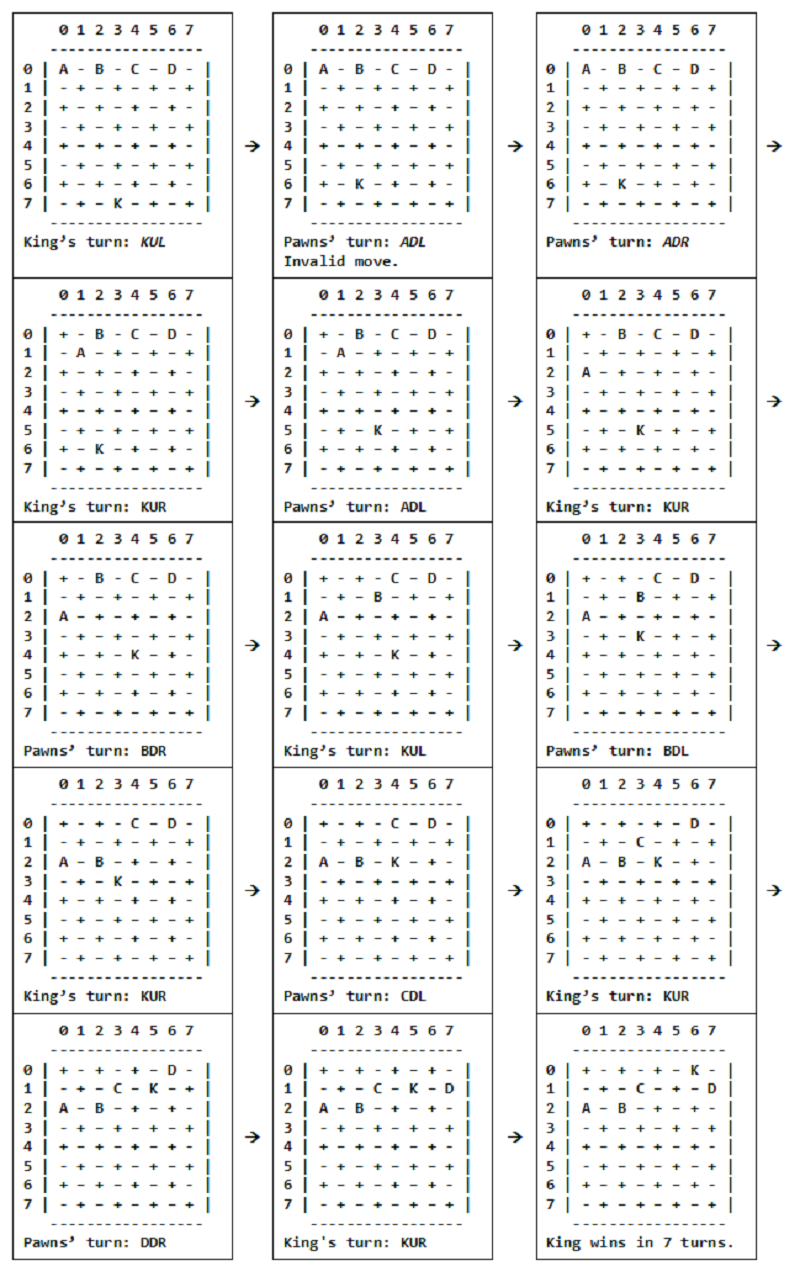 0 1 2 3 4 5 6 7
-----------------
0 | A - B - C - D - |
1 | - + - + - + - + |
2 | + - + - + - + - |
3 | - + - + - + - + |
4 | + - + - + - + - |
5 | - + - + - + - + |
6 | + - + - + - + - |
7 | - + - K - + - + |
-----------------
King’s turn: KUL
→
0 1 2 3 4 5 6 7
-----------------
0 | A - B - C - D - |
1 | - + - + - + - + |
2 | + - + - + - + - |
3 | - + - + - + - + |
4 | + - + - + - + - |
5 | - + - + - + - + |
6 | + - K - + - + - |
7 | - + - + - + - + |
-----------------
Pawns’ turn: ADL
Invalid move.
→
0 1 2 3 4 5 6 7
-----------------
0 | A - B - C - D - |
1 | - + - + - + - + |
2 | + - + - + - + - |
3 | - + - + - + - + |
4 | + - + - + - + - |
5 | - + - + - + - + |
6 | + - K - + - + - |
7 | - + - + - + - + |
-----------------
Pawns’ turn: ADR
→
0 1 2 3 4 5 6 7
-----------------
0 | + - B - C - D - |
1 | - A - + - + - + |
2 | + - + - + - + - |
3 | - + - + - + - + |
4 | + - + - + - + - |
5 | - + - + - + - + |
6 | + - K - + - + - |
7 | - + - + - + - + |
-----------------
King’s turn: KUR
→
0 1 2 3 4 5 6 7
-----------------
0 | + - B - C - D - |
1 | - A - + - + - + |
2 | + - + - + - + - |
3 | - + - + - + - + |
4 | + - + - + - + - |
5 | - + - K - + - + |
6 | + - + - + - + - |
7 | - + - + - + - + |
-----------------
Pawns’ turn: ADL
→
0 1 2 3 4 5 6 7
-----------------
0 | + - B - C - D - |
1 | - + - + - + - + |
2 | A - + - + - + - |
3 | - + - + - + - + |
4 | + - + - + - + - |
5 | - + - K - + - + |
6 | + - + - + - + - |
7 | - + - + - + - + |
-----------------
King’s turn: KUR
→
0 1 2 3 4 5 6 7
-----------------
0 | + - B - C - D - |
1 | - + - + - + - + |
2 | A - + - + - + - |
3 | - + - + - + - + |
4 | + - + - K - + - |
5 | - + - + - + - + |
6 | + - + - + - + - |
7 | - + - + - + - + |
-----------------
Pawns’ turn: BDR
→
0 1 2 3 4 5 6 7
-----------------
0 | + - + - C - D - |
1 | - + - B - + - + |
2 | A - + - + - + - |
3 | - + - + - + - + |
4 | + - + - K - + - |
5 | - + - + - + - + |
6 | + - + - + - + - |
7 | - + - + - + - + |
-----------------
King’s turn: KUL
→
0 1 2 3 4 5 6 7
-----------------
0 | + - + - C - D - |
1 | - + - B - + - + |
2 | A - + - + - + - |
3 | - + - K - + - + |
4 | + - + - + - + - |
5 | - + - + - + - + |
6 | + - + - + - + - |
7 | - + - + - + - + |
-----------------
Pawns’ turn: BDL
→
0 1 2 3 4 5 6 7
-----------------
0 | + - + - C - D - |
1 | - + - + - + - + |
2 | A - B - + - + - |
3 | - + - K - + - + |
4 | + - + - + - + - |
5 | - + - + - + - + |
6 | + - + - + - + - |
7 | - + - + - + - + |
-----------------
King’s turn: KUR
→
0 1 2 3 4 5 6 7
-----------------
0 | + - + - C - D - |
1 | - + - + - + - + |
2 | A - B - K - + - |
3 | - + - + - + - + |
4 | + - + - + - + - |
5 | - + - + - + - + |
6 | + - + - + - + - |
7 | - + - + - + - + |
-----------------
Pawns’ turn: CDL
→
0 1 2 3 4 5 6 7
-----------------
0 | + - + - + - D - |
1 | - + - C - + - + |
2 | A - B - K - + - |
3 | - + - + - + - + |
4 | + - + - + - + - |
5 | - + - + - + - + |
6 | + - + - + - + - |
7 | - + - + - + - + |
-----------------
King’s turn: KUR
→
0 1 2 3 4 5 6 7
-----------------
0 | + - + - + - D - |
1 | - + - C - K - + |
2 | A - B - + - + - |
3 | - + - + - + - + |
4 | + - + - + - + - |
5 | - + - + - + - + |
6 | + - + - + - + - |
7 | - + - + - + - + |
-----------------
Pawns’ turn: DDR
→
0 1 2 3 4 5 6 7
-----------------
0 | + - + - + - + - |
1 | - + - C - K - D |
2 | A - B - + - + - |
3 | - + - + - + - + |
4 | + - + - + - + - |
5 | - + - + - + - + |
6 | + - + - + - + - |
7 | - + - + - + - + |
-----------------
King's turn: KUR
→
0 1 2 3 4 5 6 7
-----------------
0 | + - + - + - K - |
1 | - + - C - + - D |
2 | A - B - + - + - |
3 | - + - + - + - + |
4 | + - + - + - + - |
5 | - + - + - + - + |
6 | + - + - + - + - |
7 | - + - + - + - + |
-----------------
King wins in 7 turns.